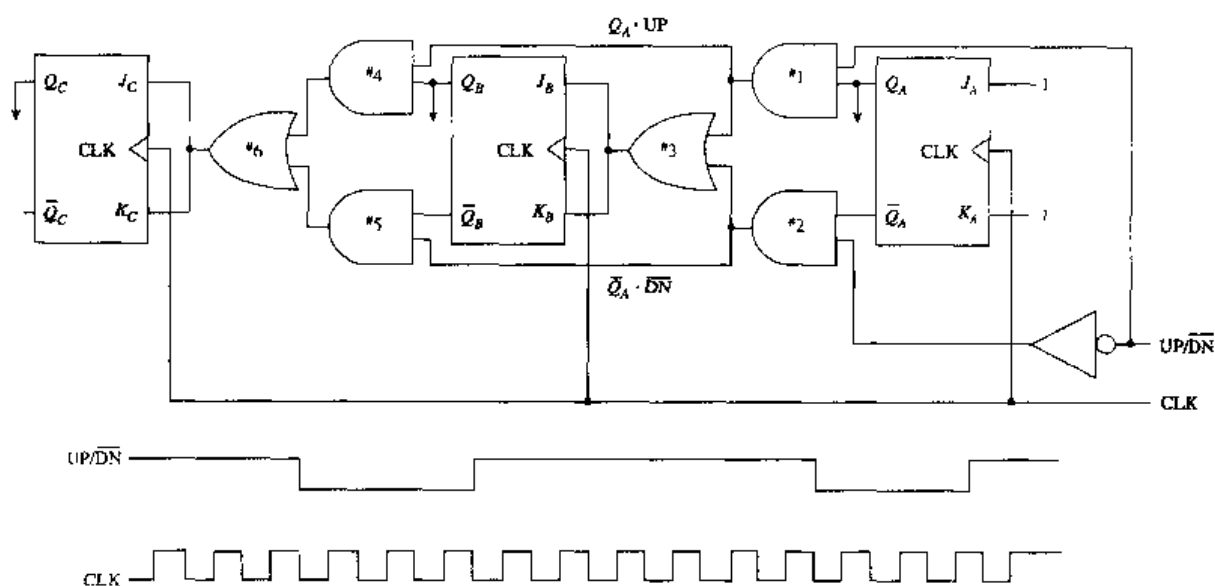 Q_A · UP
Q_C J_C
CLK
Q̅_C K_C
#6
#4
#5
Q_B J_B
CLK
Q̅_B K_B
#3
#1
#2
Q_A J_A 1
CLK
Q̅_A K_A 1
Q̅_A · D̅N̅
UP/D̅N̅
CLK
UP/D̅N̅
CLK